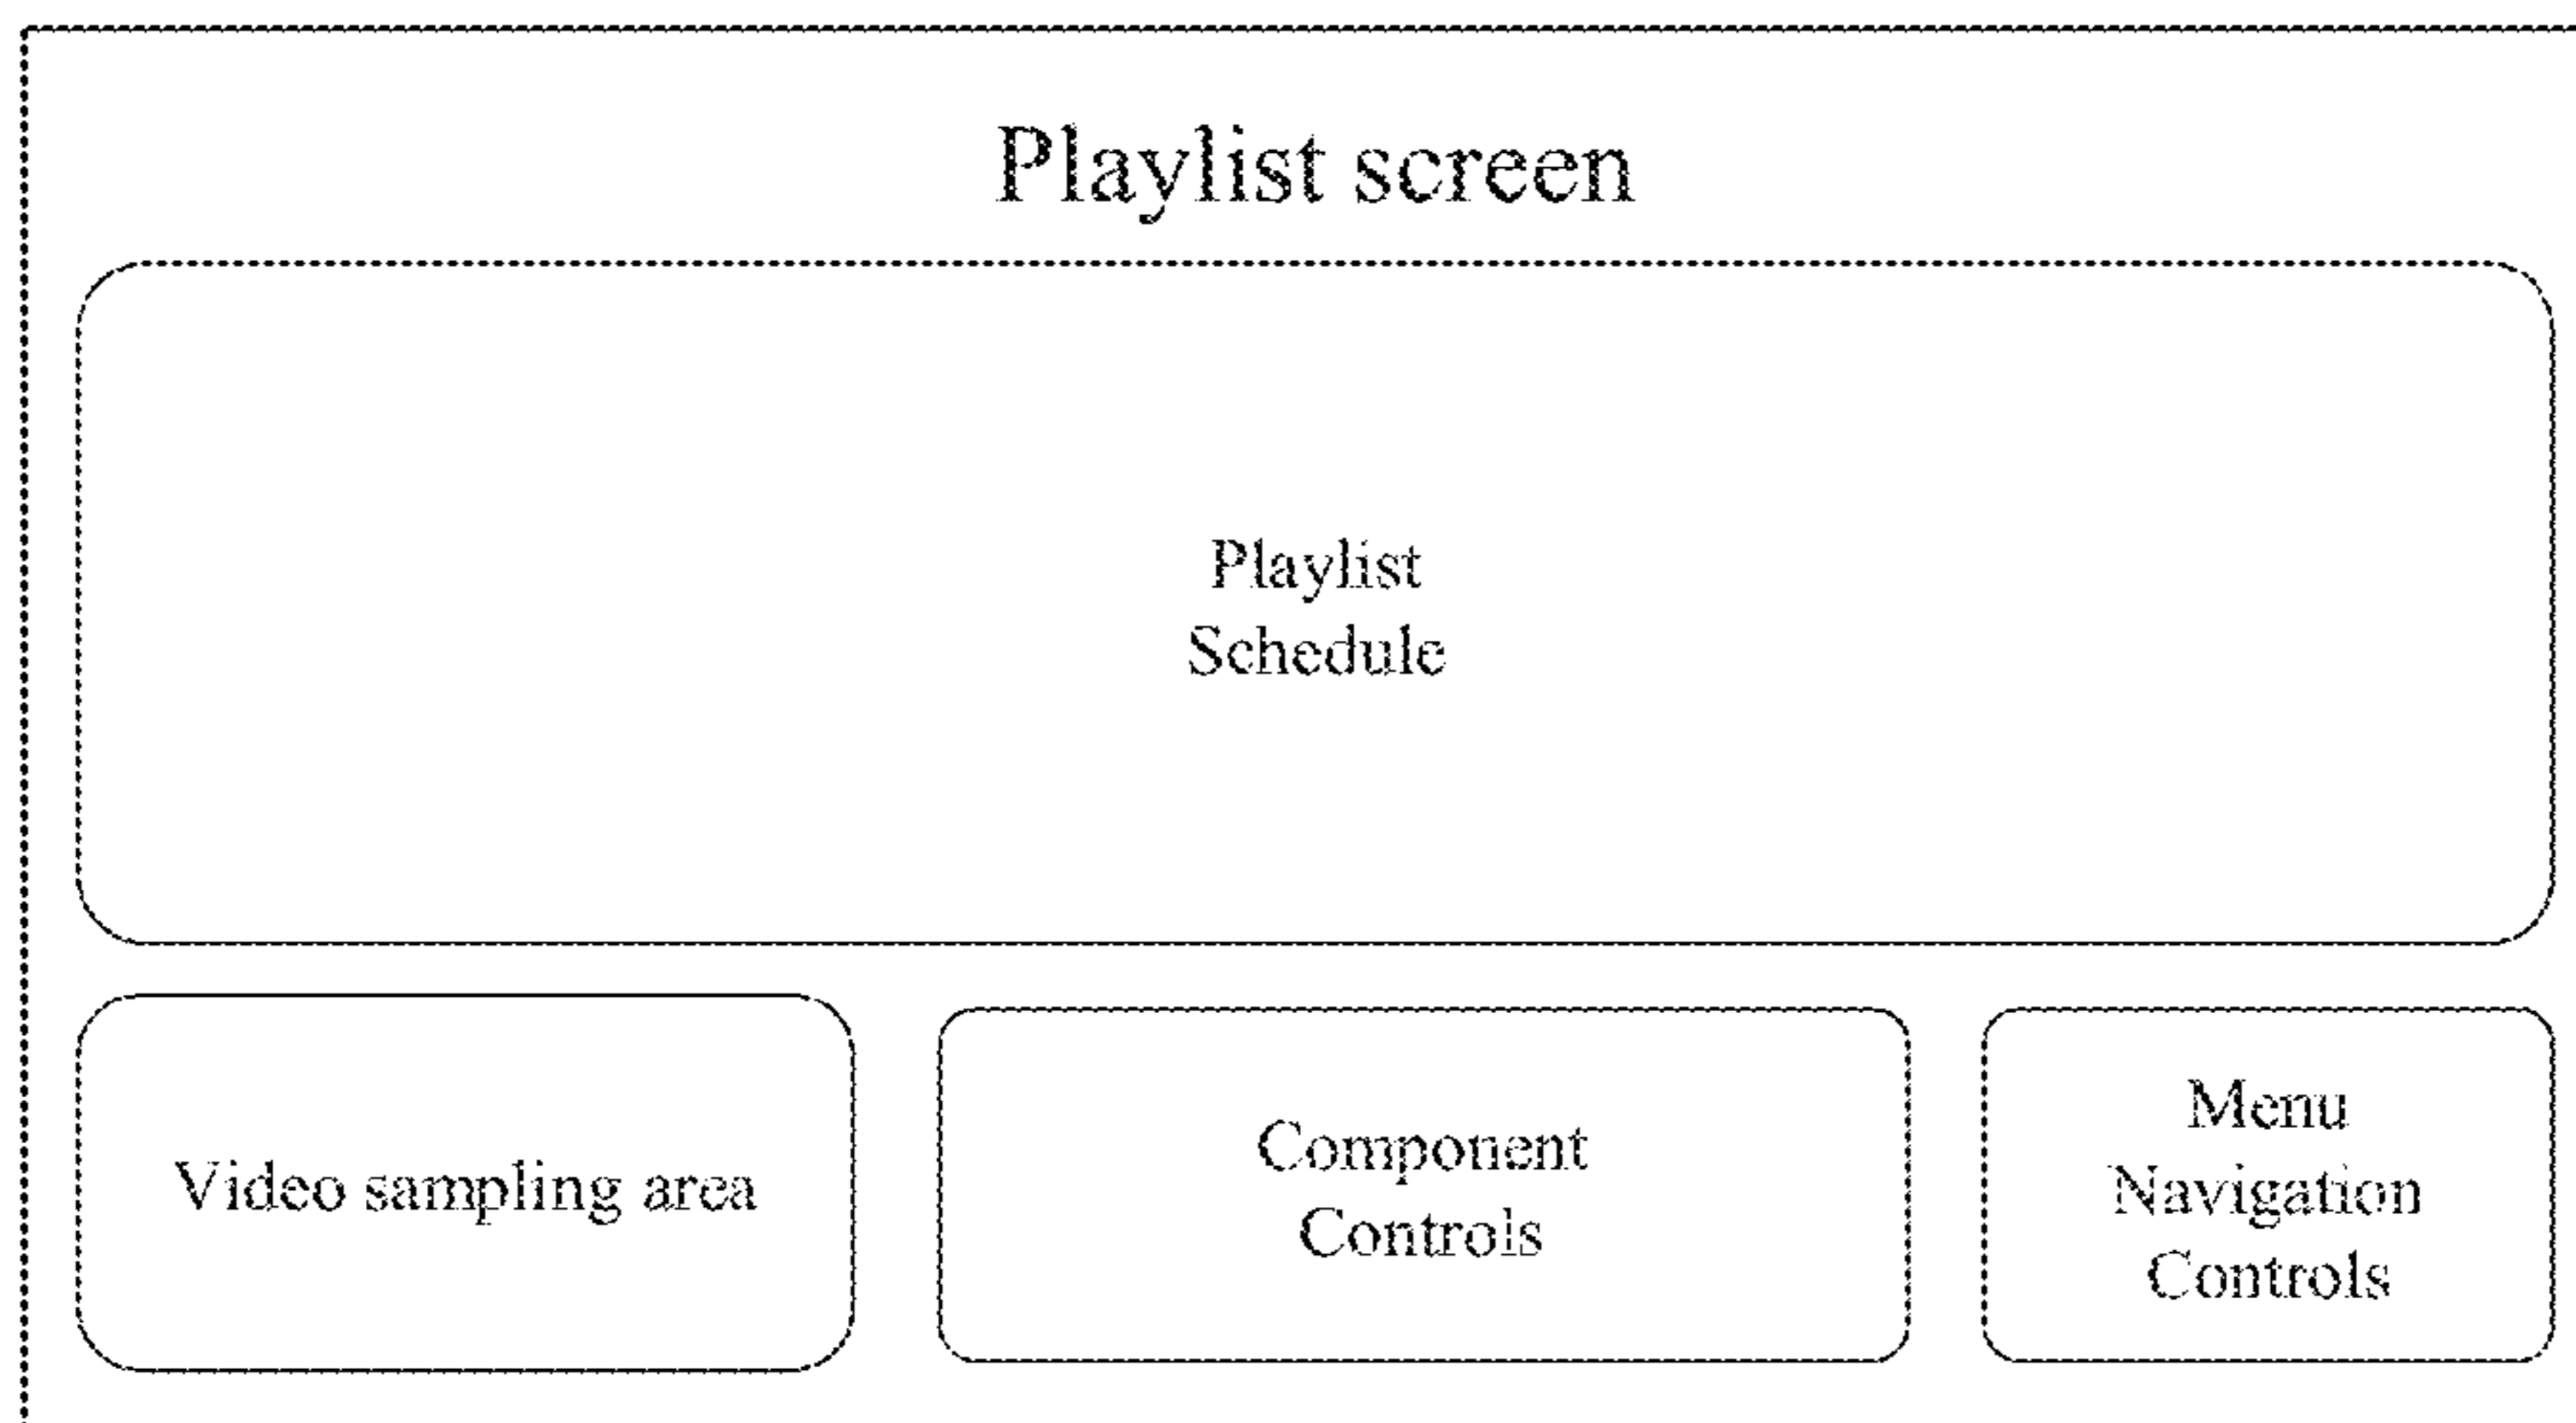 Playlist screen
Playlist
Schedule
Video sampling area
Component
Controls
Menu
Navigation
Controls